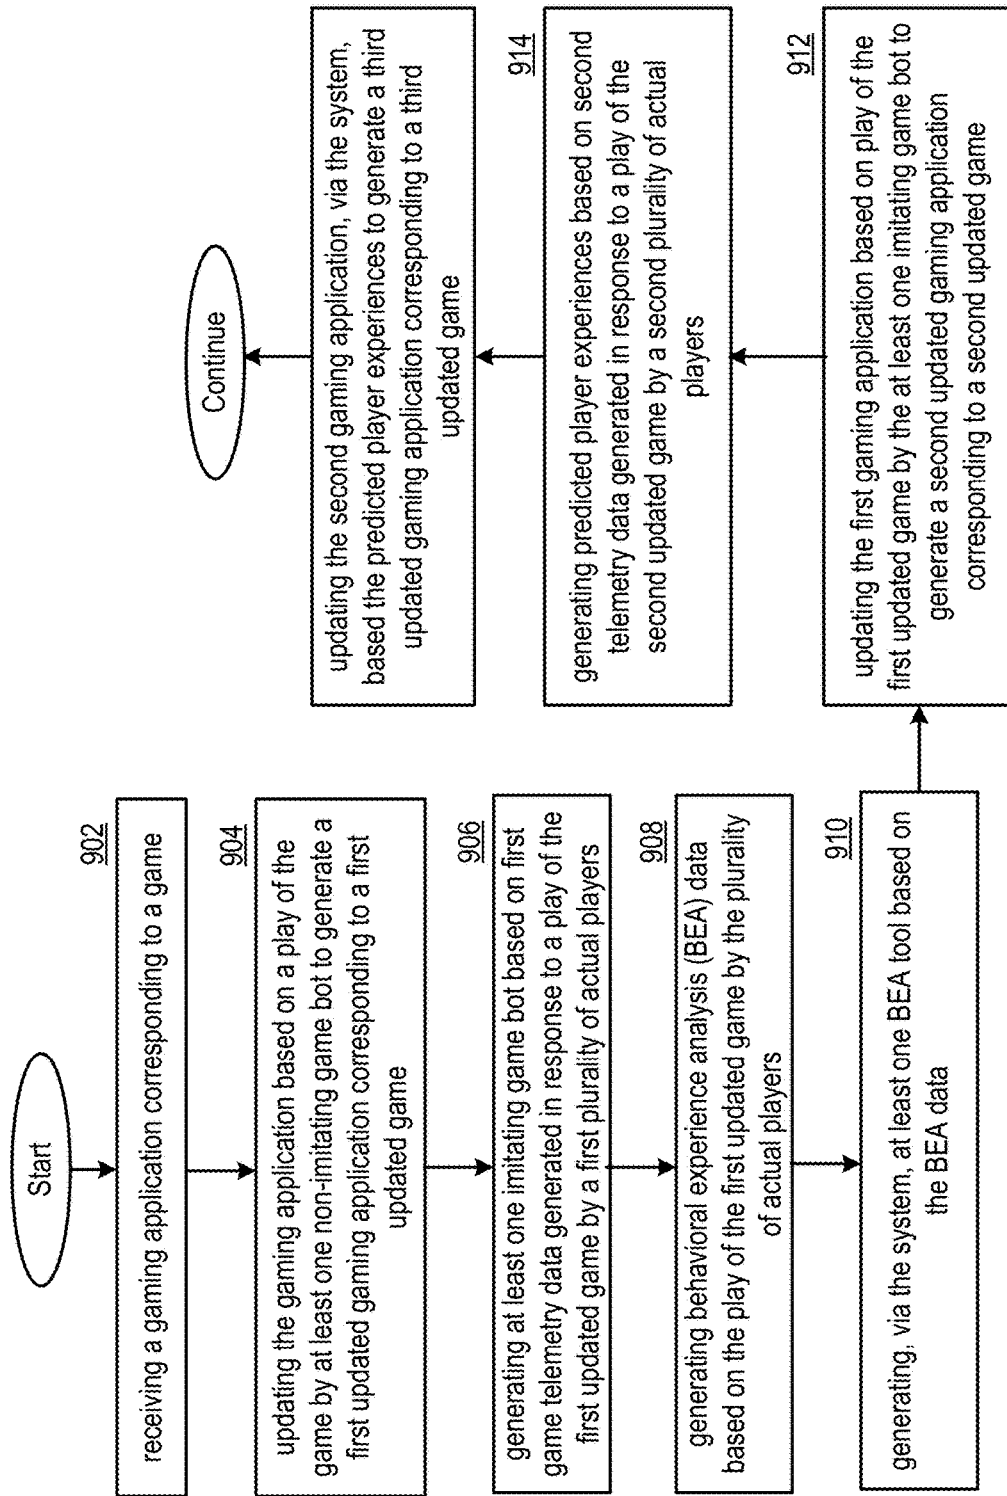 Start
902
receiving a gaming application corresponding to a game
904
updating the gaming application based on a play of the
game by at least one non-imitating game bot to generate a
first updated gaming application corresponding to a first
updated game
906
generating at least one imitating game bot based on first
game telemetry data generated in response to a play of the
first updated game by a first plurality of actual players
908
generating behavioral experience analysis (BEA) data
based on the play of the first updated game by the plurality
of actual players
910
generating, via the system, at least one BEA tool based on
the BEA data
912
updating the first gaming application based on play of the
first updated game by the at least one imitating game bot to
generate a second updated gaming application
corresponding to a second updated game
914
generating predicted player experiences based on second
telemetry data generated in response to a play of the
second updated game by a second plurality of actual
players
updating the second gaming application, via the system,
based the predicted player experiences to generate a third
updated gaming application corresponding to a third
updated game
Continue